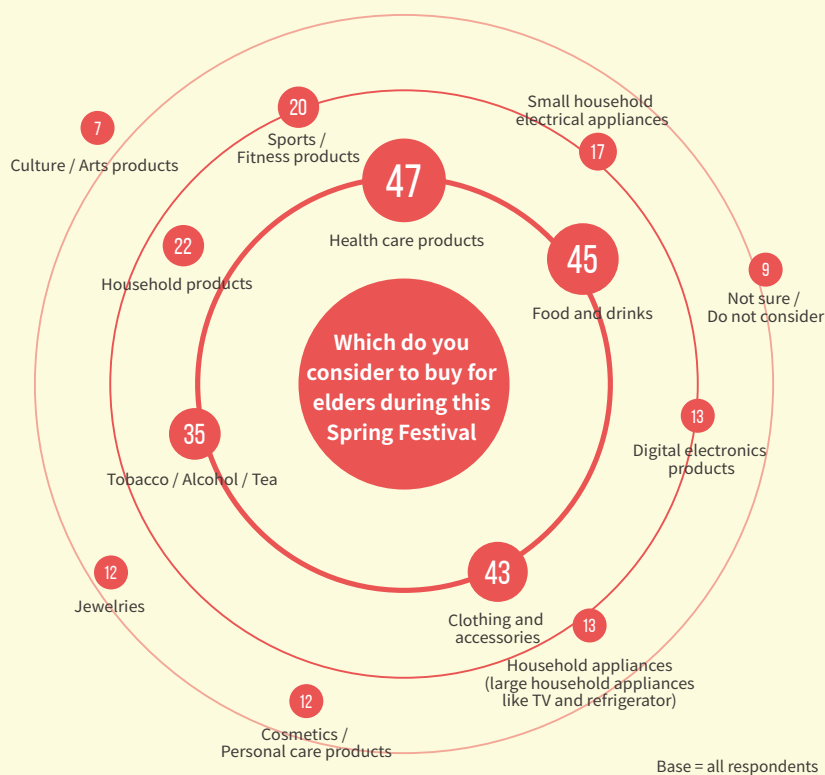 Which do you
consider to buy for
elders during this
Spring Festival
47
Health care products
45
Food and drinks
43
Clothing and
accessories
35
Tobacco / Alcohol / Tea
22
Household products
20
Sports /
Fitness products
17
Small household
electrical appliances
13
Digital electronics
products
13
Household appliances
(large household appliances
like TV and refrigerator)
12
Cosmetics /
Personal care products
12
Jewelries
7
Culture / Arts products
9
Not sure /
Do not consider
Base = all respondents